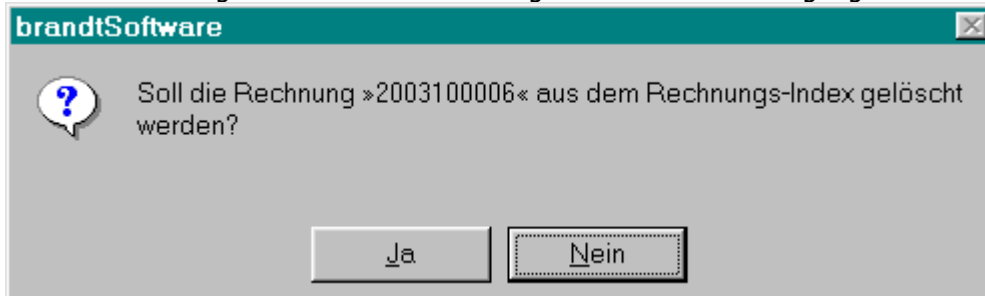 brandtSoftware
Soll die Rechnung »2003100006« aus dem Rechnungs-Index gelöscht
werden?
Ja
Nein